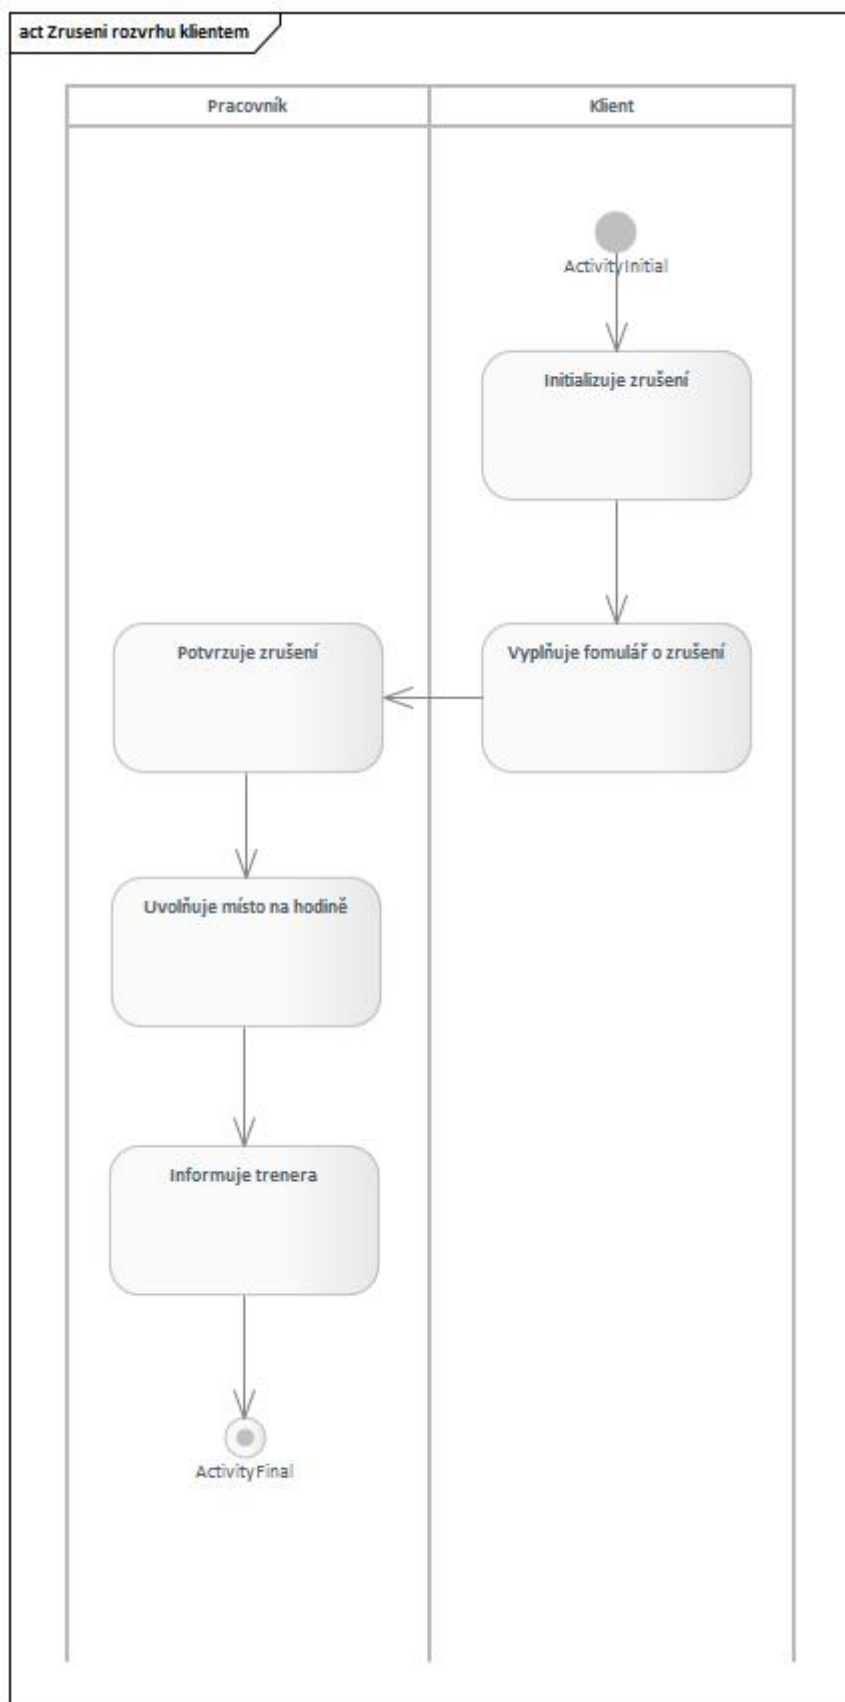 act Zruseni rozvrhu klientem
Pracovník
Klient
ActivityInitial
Initializuje zrušení
Potvrzuje zrušení
Vyplňuje fomulář o zrušení
Uvolňuje místo na hodině
Informuje trenera
ActivityFinal